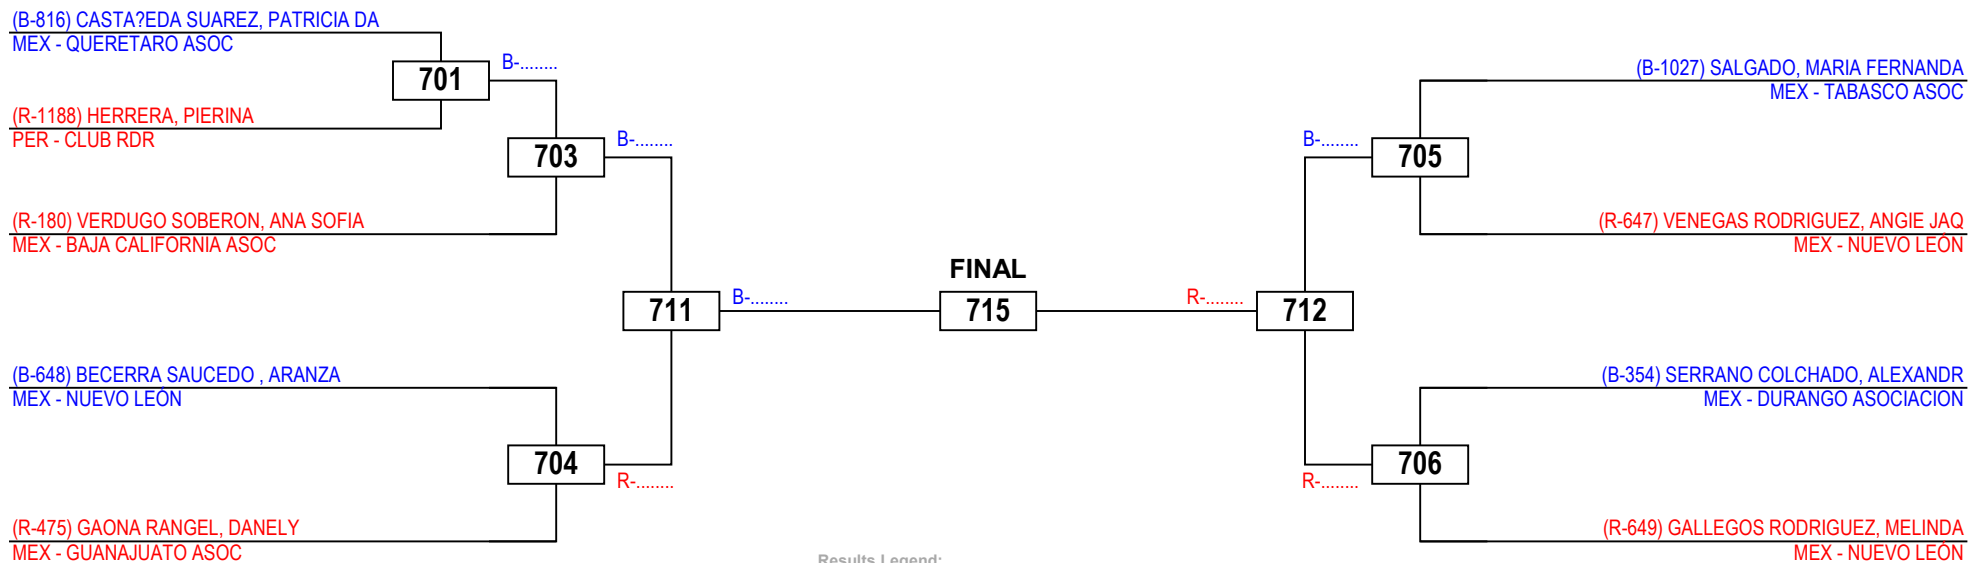 (B-816) CASTA?EDA SUAREZ, PATRICIA DA
MEX - QUERETARO ASOC
701
B-........
(R-1188) HERRERA, PIERINA
PER - CLUB RDR
703
B-........
(R-180) VERDUGO SOBERON, ANA SOFIA
MEX - BAJA CALIFORNIA ASOC
711
B-........
(B-648) BECERRA SAUCEDO , ARANZA
MEX - NUEVO LEÓN
704
R-........
(R-475) GAONA RANGEL, DANELY
MEX - GUANAJUATO ASOC
FINAL
715
(B-1027) SALGADO, MARIA FERNANDA
MEX - TABASCO ASOC
B-........
705
(R-647) VENEGAS RODRIGUEZ, ANGIE JAQ
MEX - NUEVO LEÓN
R-........
712
(B-354) SERRANO COLCHADO, ALEXANDR
MEX - DURANGO ASOCIACION
R-........
706
(R-649) GALLEGOS RODRIGUEZ, MELINDA
MEX - NUEVO LEÓN
Results Legend: